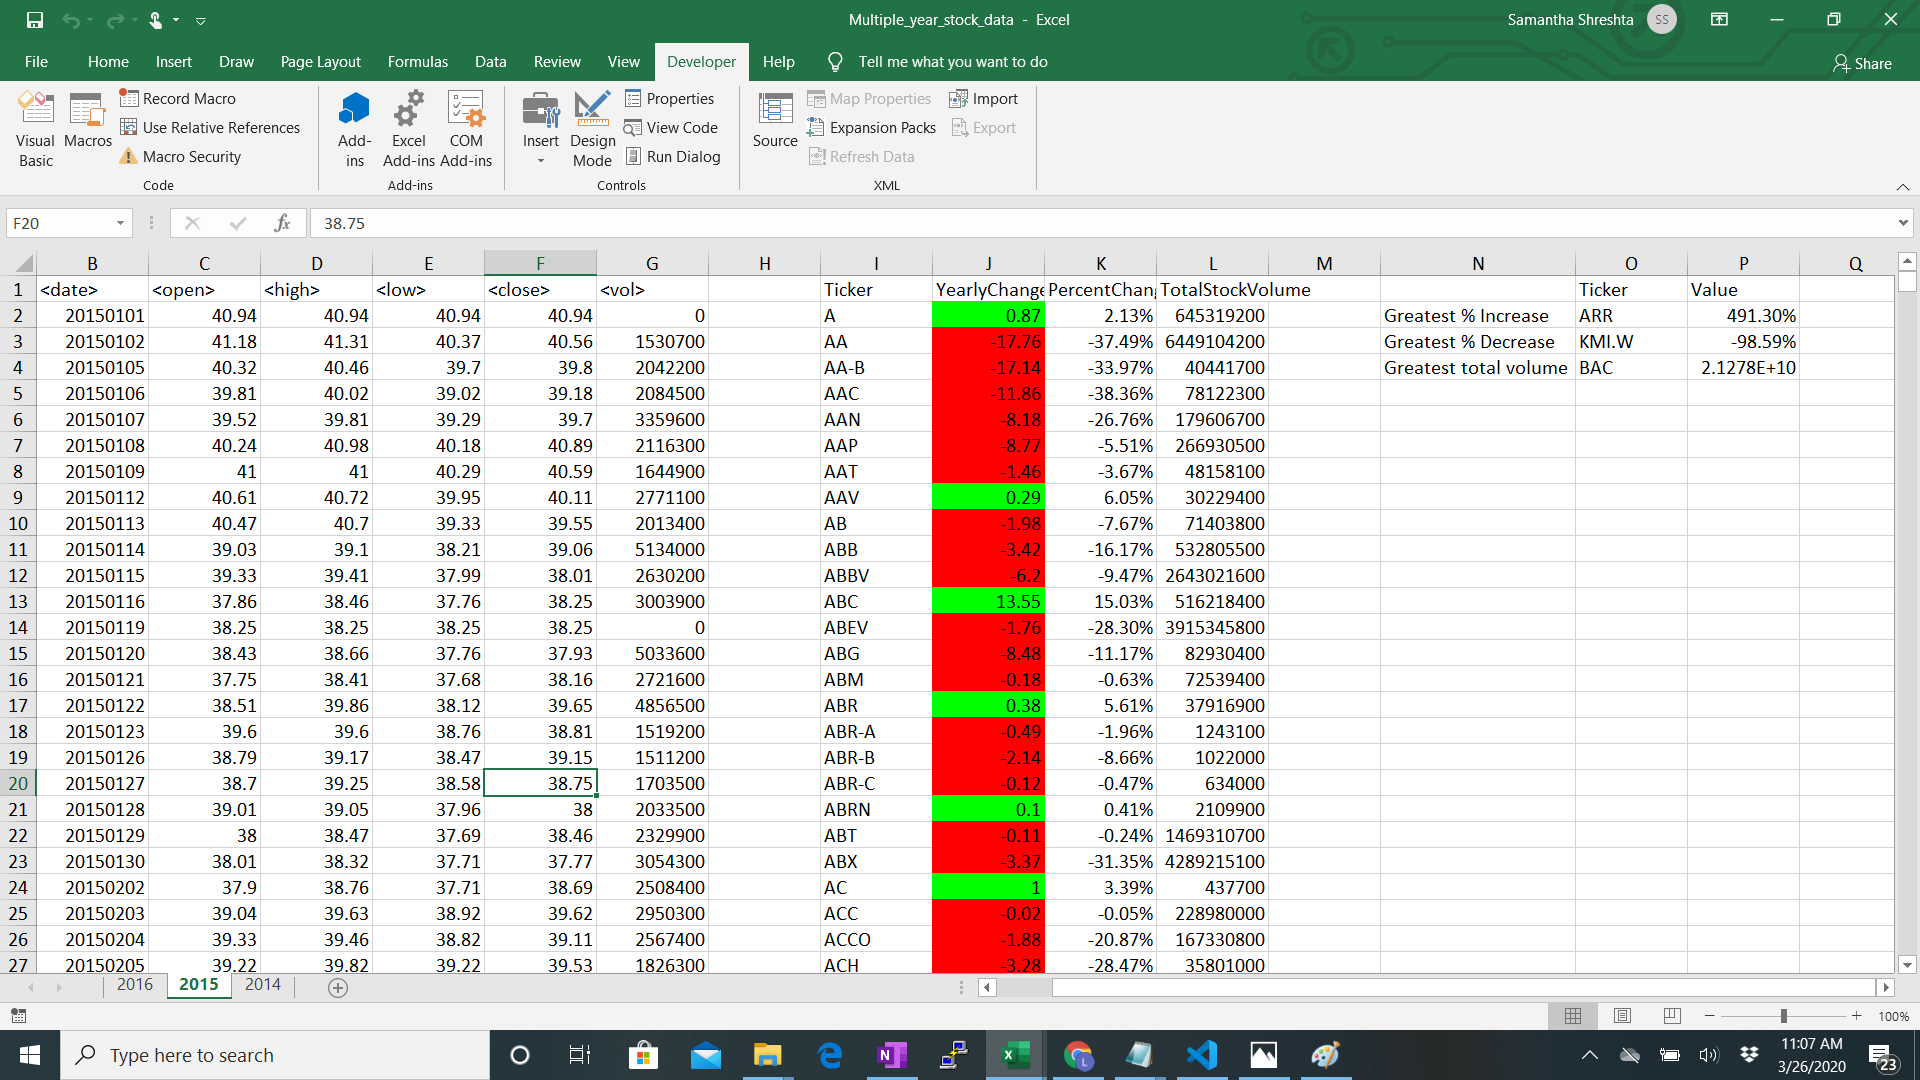 Multiple_year_stock_data - Excel
Samantha Shreshta SS
File Home Insert Draw Page Layout Formulas Data Review View Developer Help Tell me what you want to do Share
Visual Basic
Macros
Record Macro
Use Relative References
Macro Security
Code
Add-ins
Excel Add-ins
COM Add-ins
Add-ins
Insert
Design Mode
Properties
View Code
Run Dialog
Controls
Source
Map Properties
Expansion Packs
Refresh Data
Import
Export
XML
F20 fx 38.75
B C D E F G H I J K L M N O P Q
1 <date> <open> <high> <low> <close> <vol> Ticker YearlyChange PercentChan TotalStockVolume Ticker Value
2 20150101 40.94 40.94 40.94 40.94 0 A 0.87 2.13% 645319200 Greatest % Increase ARR 491.30%
3 20150102 41.18 41.31 40.37 40.56 1530700 AA -17.76 -37.49% 6449104200 Greatest % Decrease KMI.W -98.59%
4 20150105 40.32 40.46 39.7 39.8 2042200 AA-B -17.14 -33.97% 40441700 Greatest total volume BAC 2.1278E+10
5 20150106 39.81 40.02 39.02 39.18 2084500 AAC -11.86 -38.36% 78122300
6 20150107 39.52 39.81 39.29 39.7 3359600 AAN -8.18 -26.76% 179606700
7 20150108 40.24 40.98 40.18 40.89 2116300 AAP -8.77 -5.51% 266930500
8 20150109 41 41 40.29 40.59 1644900 AAT -1.46 -3.67% 48158100
9 20150112 40.61 40.72 39.95 40.11 2771100 AAV 0.29 6.05% 30229400
10 20150113 40.47 40.7 39.33 39.55 2013400 AB -1.98 -7.67% 71403800
11 20150114 39.03 39.1 38.21 39.06 5134000 ABB -3.42 -16.17% 532805500
12 20150115 39.33 39.41 37.99 38.01 2630200 ABBV -6.2 -9.47% 2643021600
13 20150116 37.86 38.46 37.76 38.25 3003900 ABC 13.55 15.03% 516218400
14 20150119 38.25 38.25 38.25 38.25 0 ABEV -1.76 -28.30% 3915345800
15 20150120 38.43 38.66 37.76 37.93 5033600 ABG -8.48 -11.17% 82930400
16 20150121 37.75 38.41 37.68 38.16 2721600 ABM -0.18 -0.63% 72539400
17 20150122 38.51 39.86 38.12 39.65 4856500 ABR 0.38 5.61% 37916900
18 20150123 39.6 39.6 38.76 38.81 1519200 ABR-A -0.49 -1.96% 1243100
19 20150126 38.79 39.17 38.47 39.15 1511200 ABR-B -2.14 -8.66% 1022000
20 20150127 38.7 39.25 38.58 38.75 1703500 ABR-C -0.12 -0.47% 634000
21 20150128 39.01 39.05 37.96 38 2033500 ABRN 0.1 0.41% 2109900
22 20150129 38 38.47 37.69 38.46 2329900 ABT -0.11 -0.24% 1469310700
23 20150130 38.01 38.32 37.71 37.77 3054300 ABX -3.37 -31.35% 4289215100
24 20150202 37.9 38.76 37.71 38.69 2508400 AC 1 3.39% 437700
25 20150203 39.04 39.63 38.92 39.62 2950300 ACC -0.02 -0.05% 228980000
26 20150204 39.33 39.46 38.82 39.11 2567400 ACCO -1.88 -20.87% 167330800
27 20150205 39.22 39.82 39.22 39.53 1826300 ACH -3.28 -28.47% 35801000
2016 2015 2014
100%
Type here to search
11:07 AM
3/26/2020
23